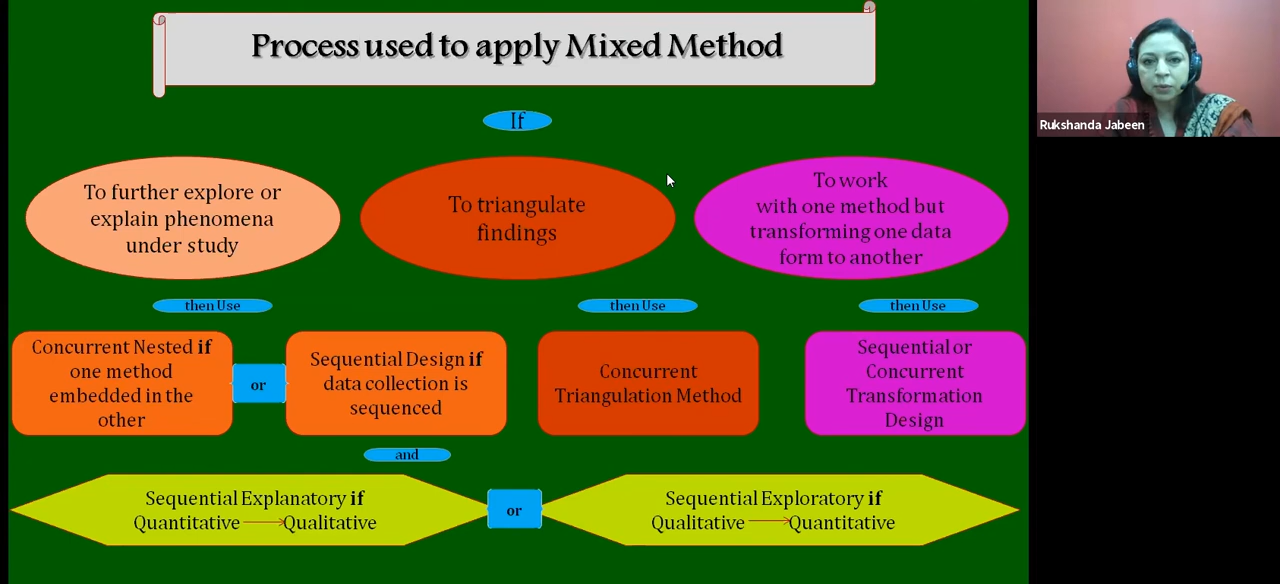 Process used to apply Mixed Method
Rukshanda Jabeen
If
To further explore or
explain phenomena
under study
To triangulate
findings
To work
with one method but
transforming one data
form to another
then Use
then Use
then Use
Concurrent Nested if
one method
embedded in the
other
or
Sequential Design if
data collection is
sequenced
Concurrent
Triangulation Method
Sequential or
Concurrent
Transformation
Design
and
Sequential Explanatory if
Quantitative → Qualitative
or
Sequential Exploratory if
Qualitative → Quantitative